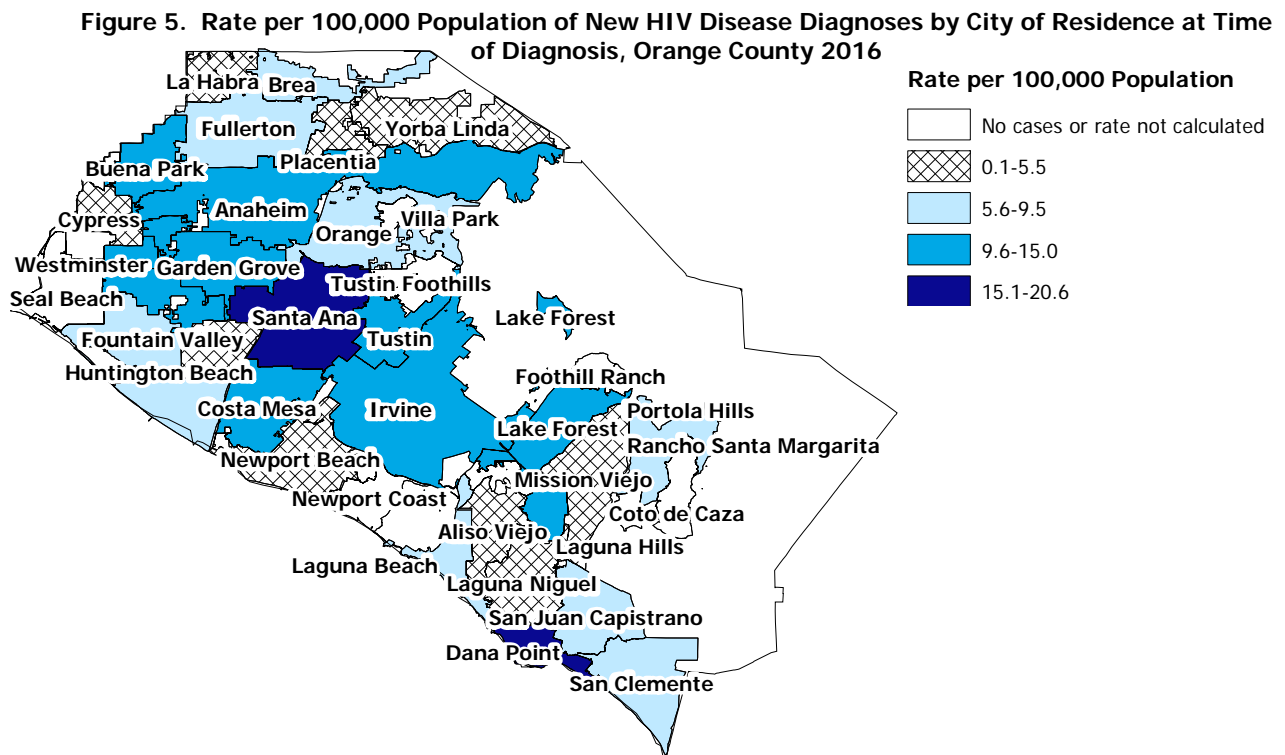 Figure 5.  Rate per 100,000 Population of New HIV Disease Diagnoses by City of Residence at Time
of Diagnosis, Orange County 2016
Rate per 100,000 Population
No cases or rate not calculated
0.1-5.5
5.6-9.5
9.6-15.0
15.1-20.6
La Habra
Brea
Fullerton
Yorba Linda
Placentia
Buena Park
Anaheim
Cypress
Villa Park
Orange
Westminster
Garden Grove
Tustin Foothills
Seal Beach
Santa Ana
Lake Forest
Fountain Valley
Tustin
Huntington Beach
Foothill Ranch
Costa Mesa
Irvine
Portola Hills
Lake Forest
Rancho Santa Margarita
Newport Beach
Mission Viejo
Newport Coast
Coto de Caza
Aliso Viejo
Laguna Hills
Laguna Beach
Laguna Niguel
San Juan Capistrano
Dana Point
San Clemente